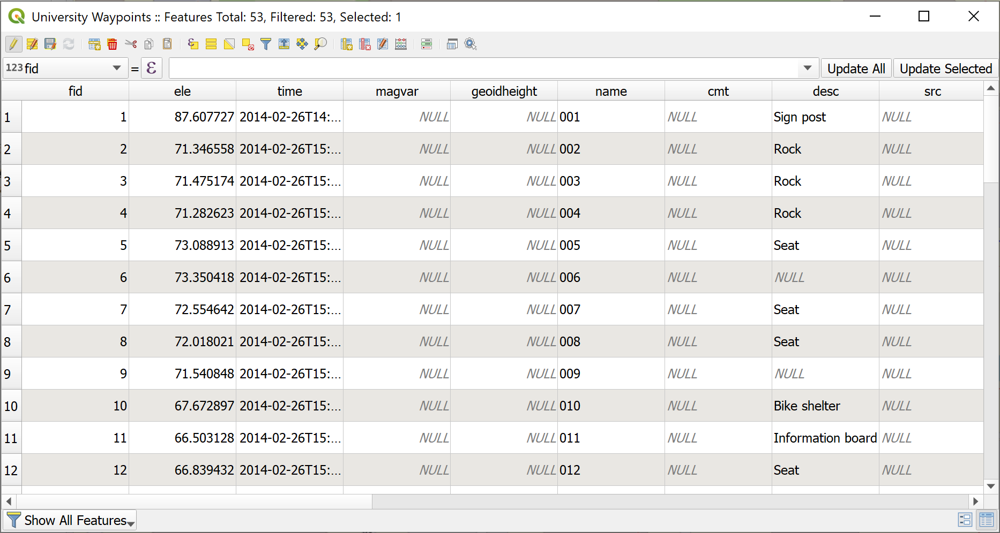 University Waypoints :: Features Total: 53, Filtered: 53, Selected: 1
123 fid = ε Update All Update Selected
fid ele time magvar geoidheight name cmt desc src
1 1 87.607727 2014-02-26T14:... NULL NULL 001 NULL Sign post NULL
2 2 71.346558 2014-02-26T15:... NULL NULL 002 NULL Rock NULL
3 3 71.475174 2014-02-26T15:... NULL NULL 003 NULL Rock NULL
4 4 71.282623 2014-02-26T15:... NULL NULL 004 NULL Rock NULL
5 5 73.088913 2014-02-26T15:... NULL NULL 005 NULL Seat NULL
6 6 73.350418 2014-02-26T15:... NULL NULL 006 NULL NULL NULL
7 7 72.554642 2014-02-26T15:... NULL NULL 007 NULL Seat NULL
8 8 72.018021 2014-02-26T15:... NULL NULL 008 NULL Seat NULL
9 9 71.540848 2014-02-26T15:... NULL NULL 009 NULL NULL NULL
10 10 67.672897 2014-02-26T15:... NULL NULL 010 NULL Bike shelter NULL
11 11 66.503128 2014-02-26T15:... NULL NULL 011 NULL Information board NULL
12 12 66.839432 2014-02-26T15:... NULL NULL 012 NULL Seat NULL
Show All Features